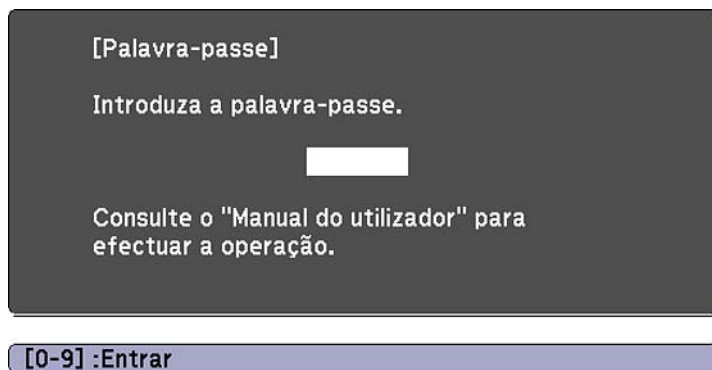 [Palavra-passe]
Introduza a palavra-passe.
Consulte o "Manual do utilizador" para
efectuar a operação.
[0-9] :Entrar